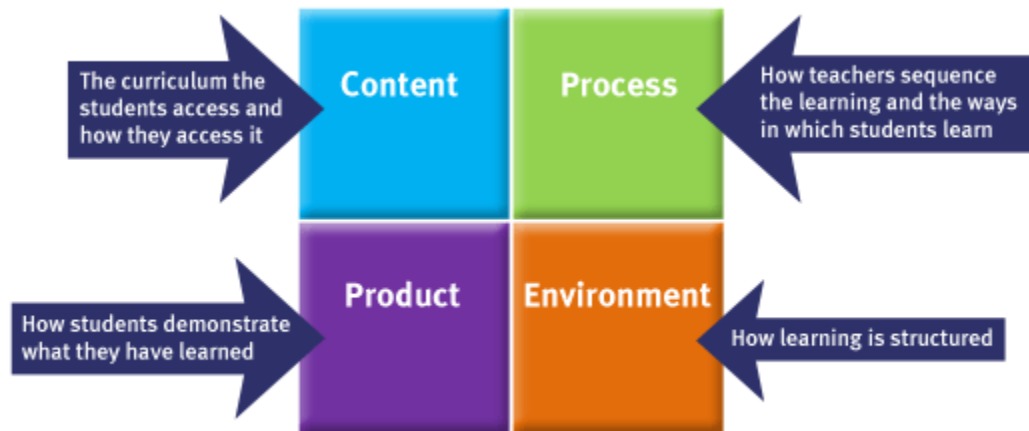 The curriculum the
students access and
how they access it
Content
Process
How teachers sequence
the learning and the ways
in which students learn
How students demonstrate
what they have learned
Product
Environment
How learning is structured